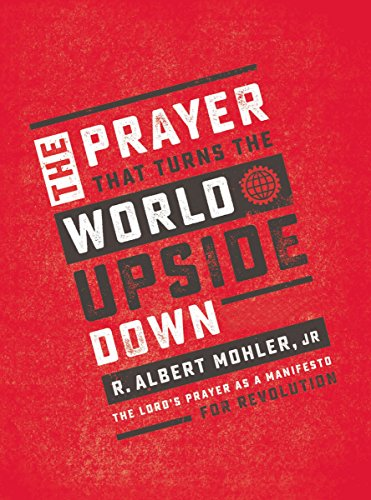 THE PRAYER
THAT TURNS THE
WORLD
UPSIDE
DOWN
R. ALBERT MOHLER, JR
THE LORD'S PRAYER AS A MANIFESTO
FOR REVOLUTION